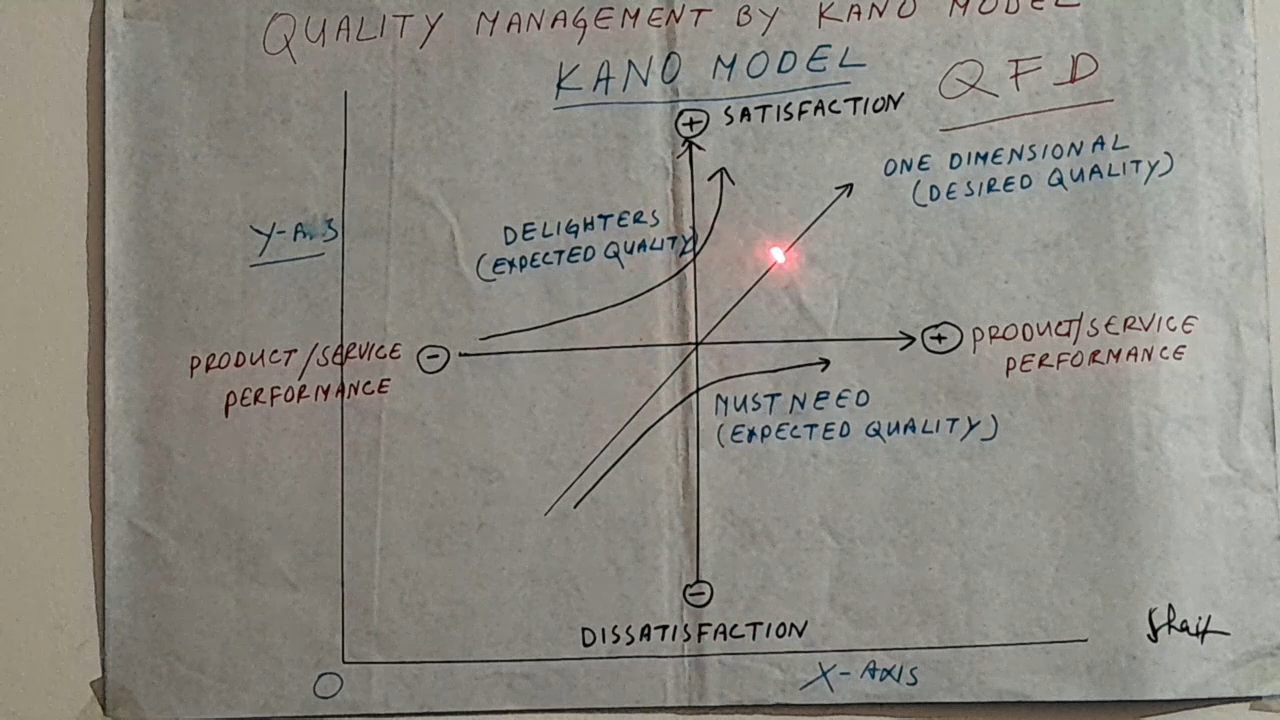 QUALITY MANAGEMENT BY KANO MODEL
KANO MODEL
QFD
+ SATISFACTION
ONE DIMENSIONAL
(DESIRED QUALITY)
DELIGHTERS
(EXPECTED QUALITY)
PRODUCT/SERVICE
PERFORMANCE
-
+
PRODUCT/SERVICE
PERFORMANCE
MUST NEED
(EXPECTED QUALITY)
-
DISSATISFACTION
O
X-AXIS